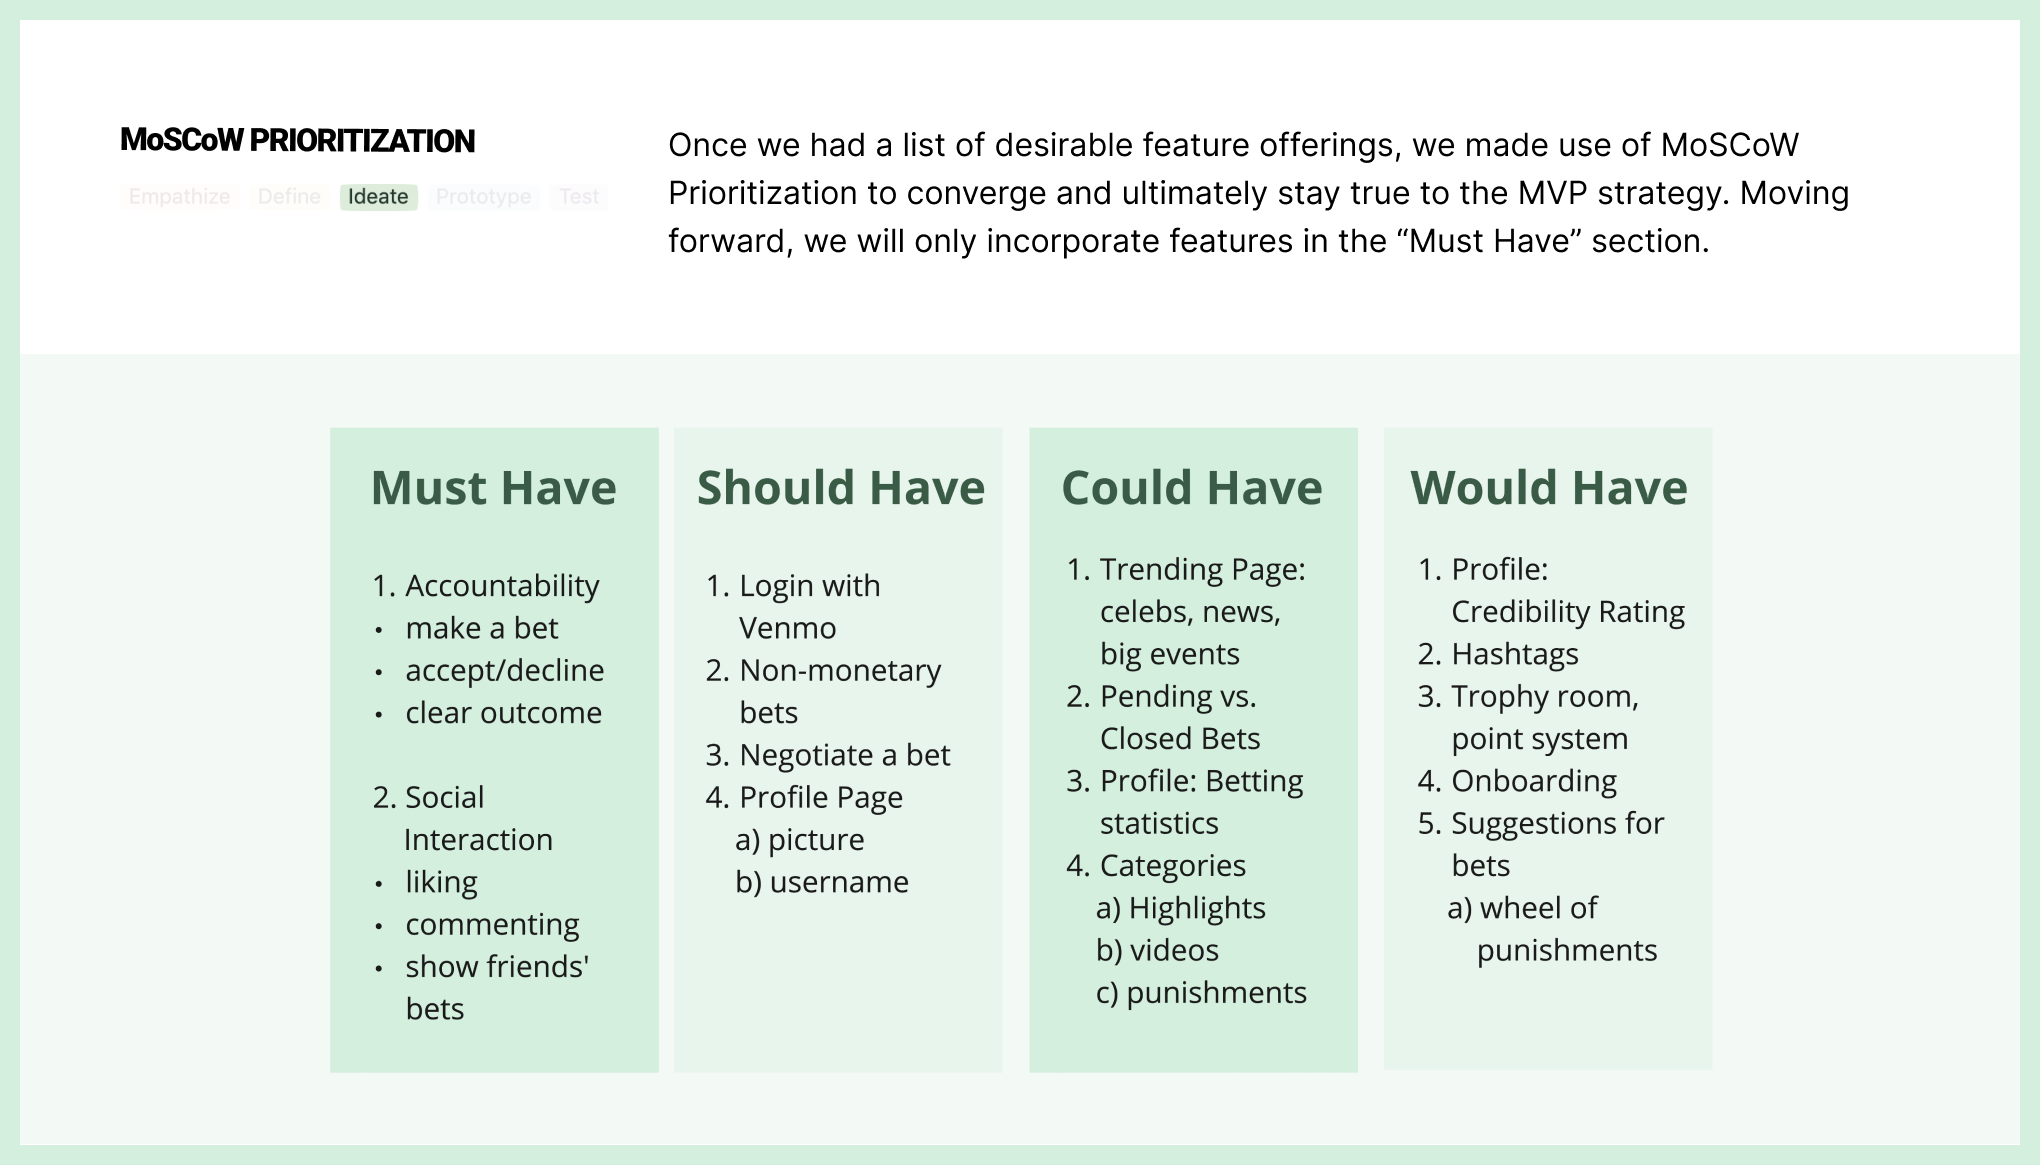 MoSCoW PRIORITIZATION
Empathize Define Ideate Prototype Test
Once we had a list of desirable feature offerings, we made use of MoSCoW
Prioritization to converge and ultimately stay true to the MVP strategy. Moving
forward, we will only incorporate features in the “Must Have” section.
Must Have
1. Accountability
• make a bet
• accept/decline
• clear outcome
2. Social
Interaction
• liking
• commenting
• show friends'
bets
Should Have
1. Login with
Venmo
2. Non-monetary
bets
3. Negotiate a bet
4. Profile Page
a) picture
b) username
Could Have
1. Trending Page:
celebs, news,
big events
2. Pending vs.
Closed Bets
3. Profile: Betting
statistics
4. Categories
a) Highlights
b) videos
c) punishments
Would Have
1. Profile:
Credibility Rating
2. Hashtags
3. Trophy room,
point system
4. Onboarding
5. Suggestions for
bets
a) wheel of
punishments